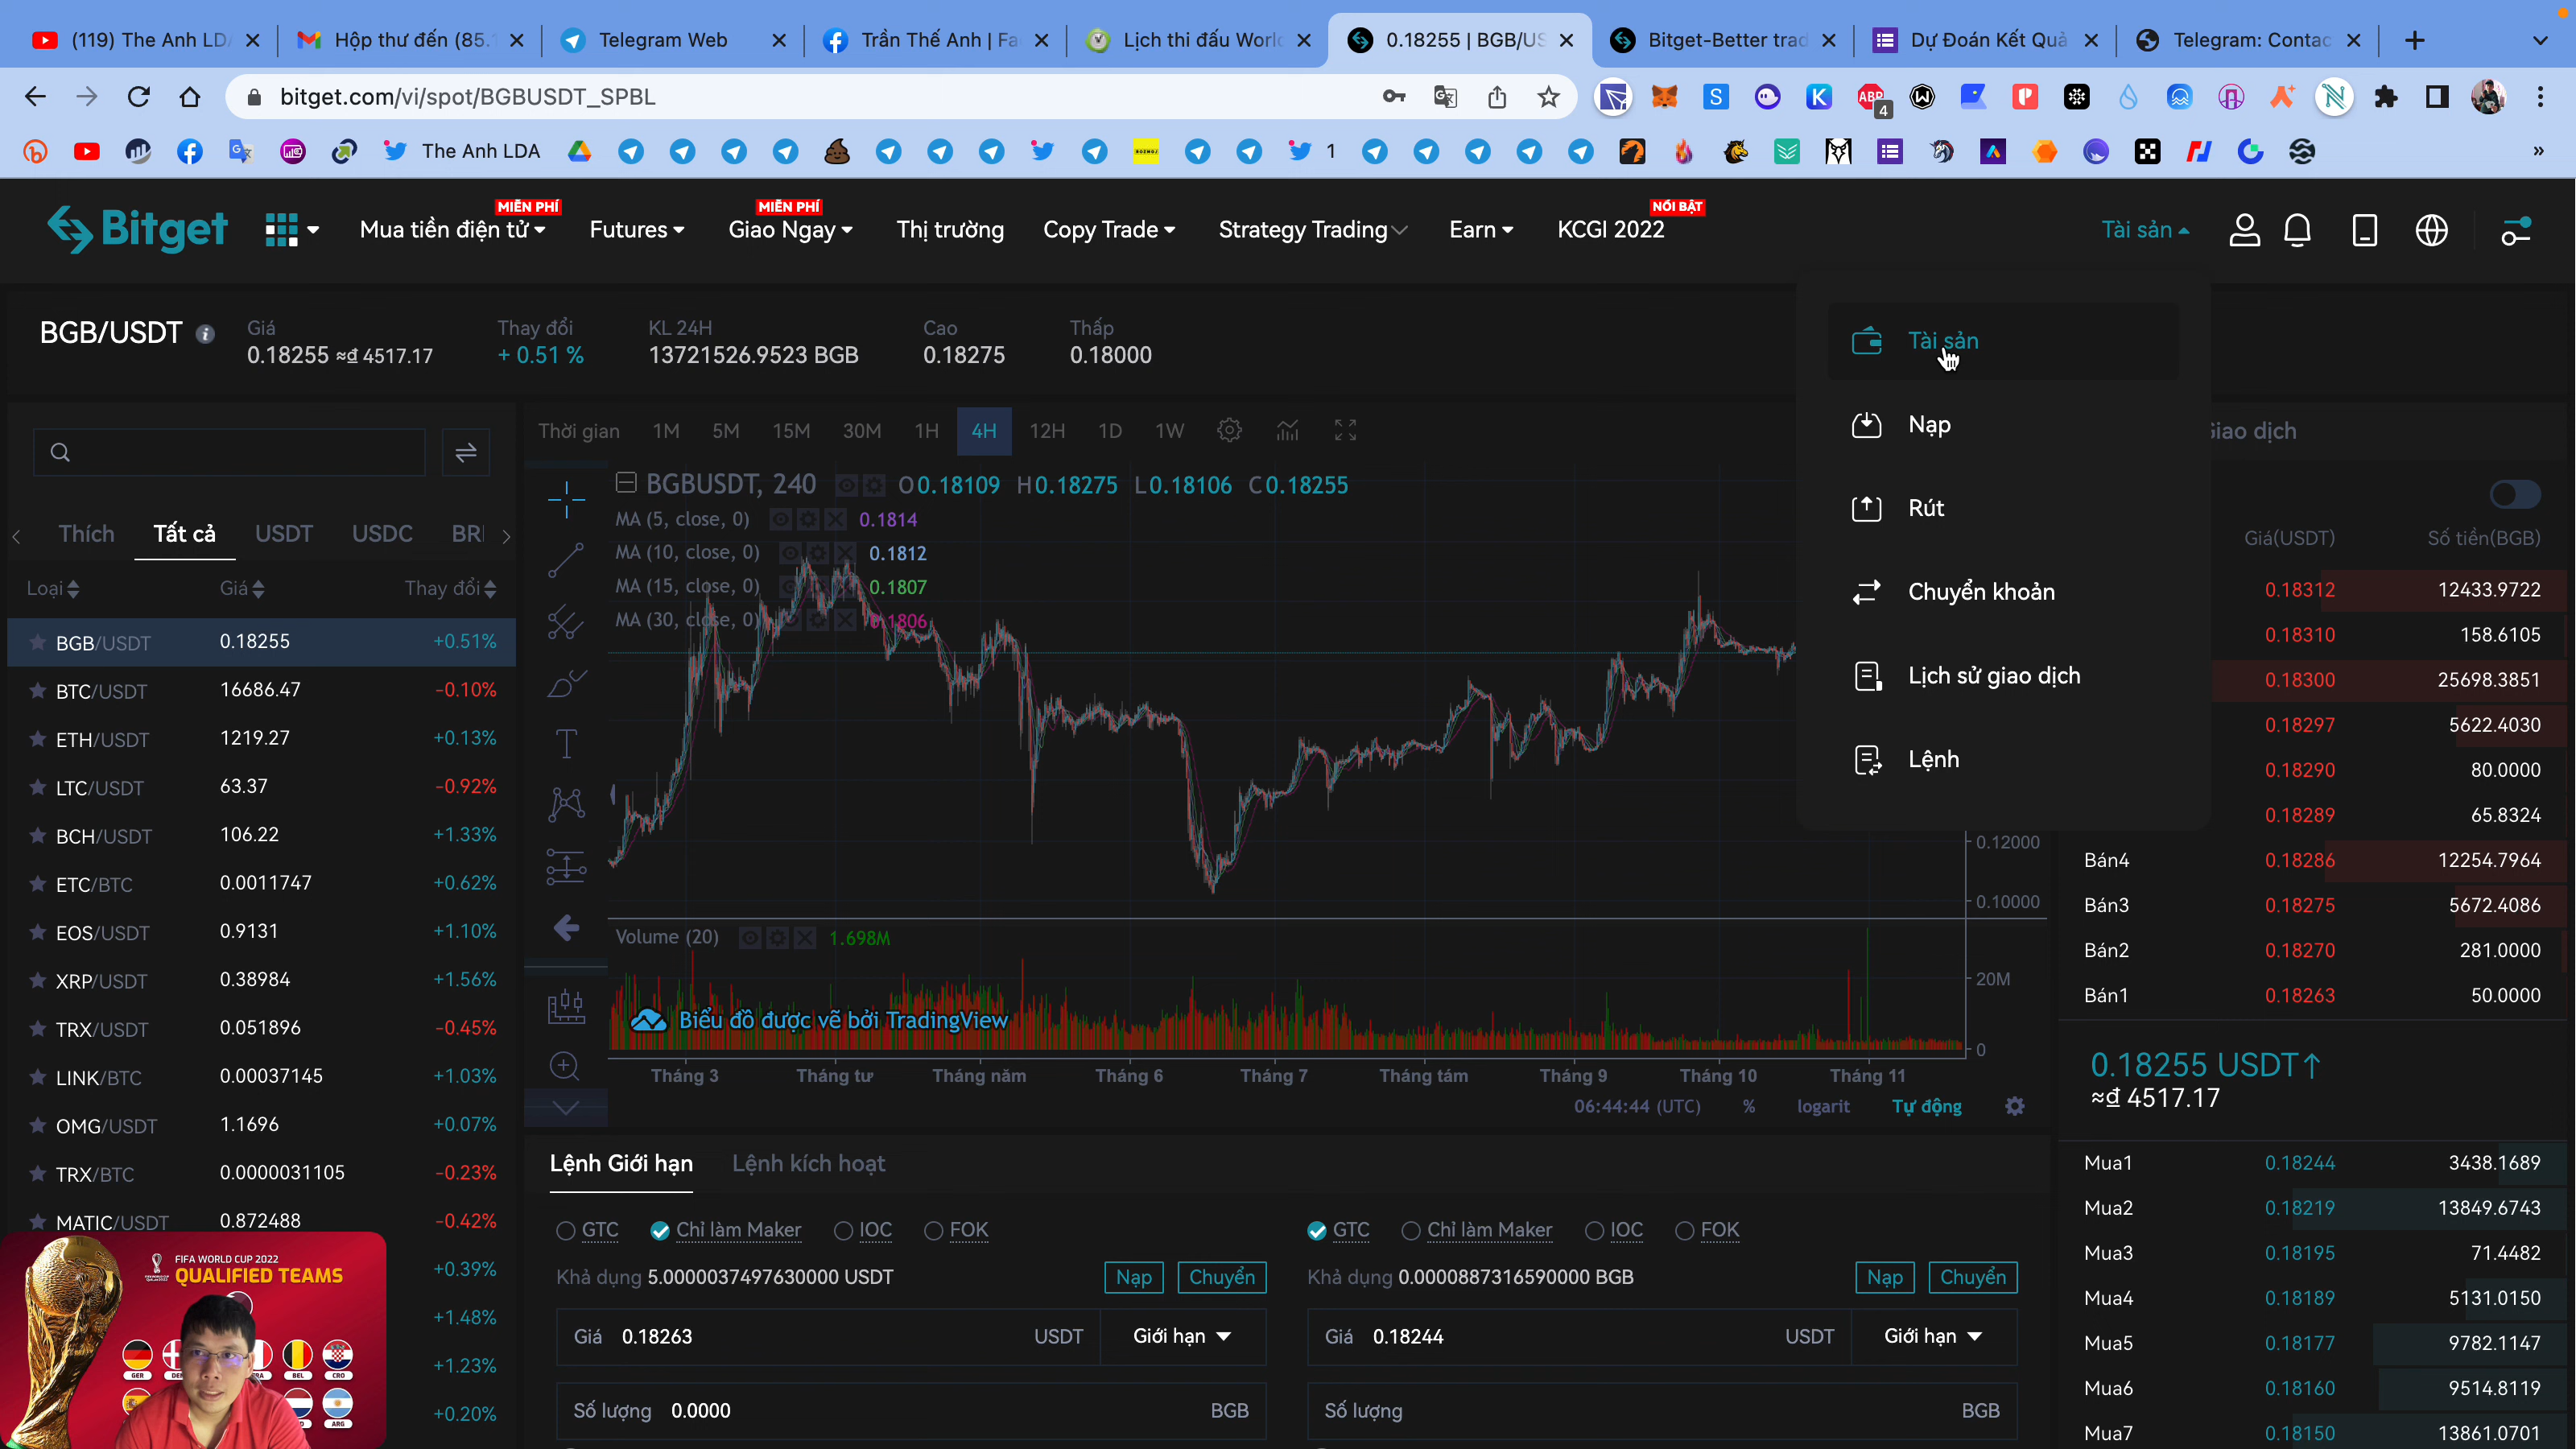 (119) The Anh LD
Hộp thư đến (85.
Telegram Web
Trần Thế Anh | Fa
Lịch thi đấu World
0.18255 | BGB/US
Bitget-Better trad
Dự Đoán Kết Quả
Telegram: Contac
bitget.com/vi/spot/BGBUSDT_SPBL
4
The Anh LDA
1
Bitget
Mua tiền điện tử
MIỄN PHÍ
Futures
Giao Ngay
MIỄN PHÍ
Thị trường
Copy Trade
Strategy Trading
Earn
KCGI 2022
NỔI BẬT
Tài sản
BGB/USDT
Giá
0.18255 ≈₫ 4517.17
Thay đổi
+ 0.51 %
KL 24H
13721526.9523 BGB
Cao
0.18275
Thấp
0.18000
Tài sản
Nạp
Rút
Chuyển khoản
Lịch sử giao dịch
Lệnh
Thích Tất cả USDT USDC
Loại Giá Thay đổi
BGB/USDT 0.18255 +0.51%
BTC/USDT 16686.47 -0.10%
ETH/USDT 1219.27 +0.13%
LTC/USDT 63.37 -0.92%
BCH/USDT 106.22 +1.33%
ETC/BTC 0.0011747 +0.62%
EOS/USDT 0.9131 +1.10%
XRP/USDT 0.38984 +1.56%
TRX/USDT 0.051896 -0.45%
LINK/BTC 0.00037145 +1.03%
OMG/USDT 1.1696 +0.07%
TRX/BTC 0.0000031105 -0.23%
MATIC/USDT 0.872488 -0.42%
+0.39%
+1.48%
+1.23%
+0.20%
FIFA WORLD CUP 2022
QUALIFIED TEAMS
GER
BEL
CRO
ARG
Thời gian 1M 5M 15M 30M 1H 4H 12H 1D 1W
BGBUSDT, 240 O0.18109 H0.18275 L0.18106 C0.18255
MA (5, close, 0) 0.1814
MA (10, close, 0) 0.1812
MA (15, close, 0) 0.1807
MA (30, close, 0) 0.1806
0.12000
0.10000
Volume (20) 1.698M
20M
0
Biểu đồ được vẽ bởi TradingView
Tháng 3 Tháng tư Tháng năm Tháng 6 Tháng 7 Tháng tám Tháng 9 Tháng 10 Tháng 11
06:44:44 (UTC) % logarit Tự động
Lệnh Giới hạn Lệnh kích hoạt
GTC Chỉ làm Maker IOC FOK
Khả dụng 5.0000037497630000 USDT Nạp Chuyển
Giá 0.18263 USDT Giới hạn
Số lượng 0.0000 BGB
GTC Chỉ làm Maker IOC FOK
Khả dụng 0.0000887316590000 BGB Nạp Chuyển
Giá 0.18244 USDT Giới hạn
Số lượng BGB
Giao dịch
Giá(USDT) Số tiền(BGB)
0.18312 12433.9722
0.18310 158.6105
0.18300 25698.3851
0.18297 5622.4030
0.18290 80.0000
0.18289 65.8324
Bán4 0.18286 12254.7964
Bán3 0.18275 5672.4086
Bán2 0.18270 281.0000
Bán1 0.18263 50.0000
0.18255 USDT↑
≈₫ 4517.17
Mua1 0.18244 3438.1689
Mua2 0.18219 13849.6743
Mua3 0.18195 71.4482
Mua4 0.18189 5131.0150
Mua5 0.18177 9782.1147
Mua6 0.18160 9514.8119
Mua7 0.18150 13861.0701